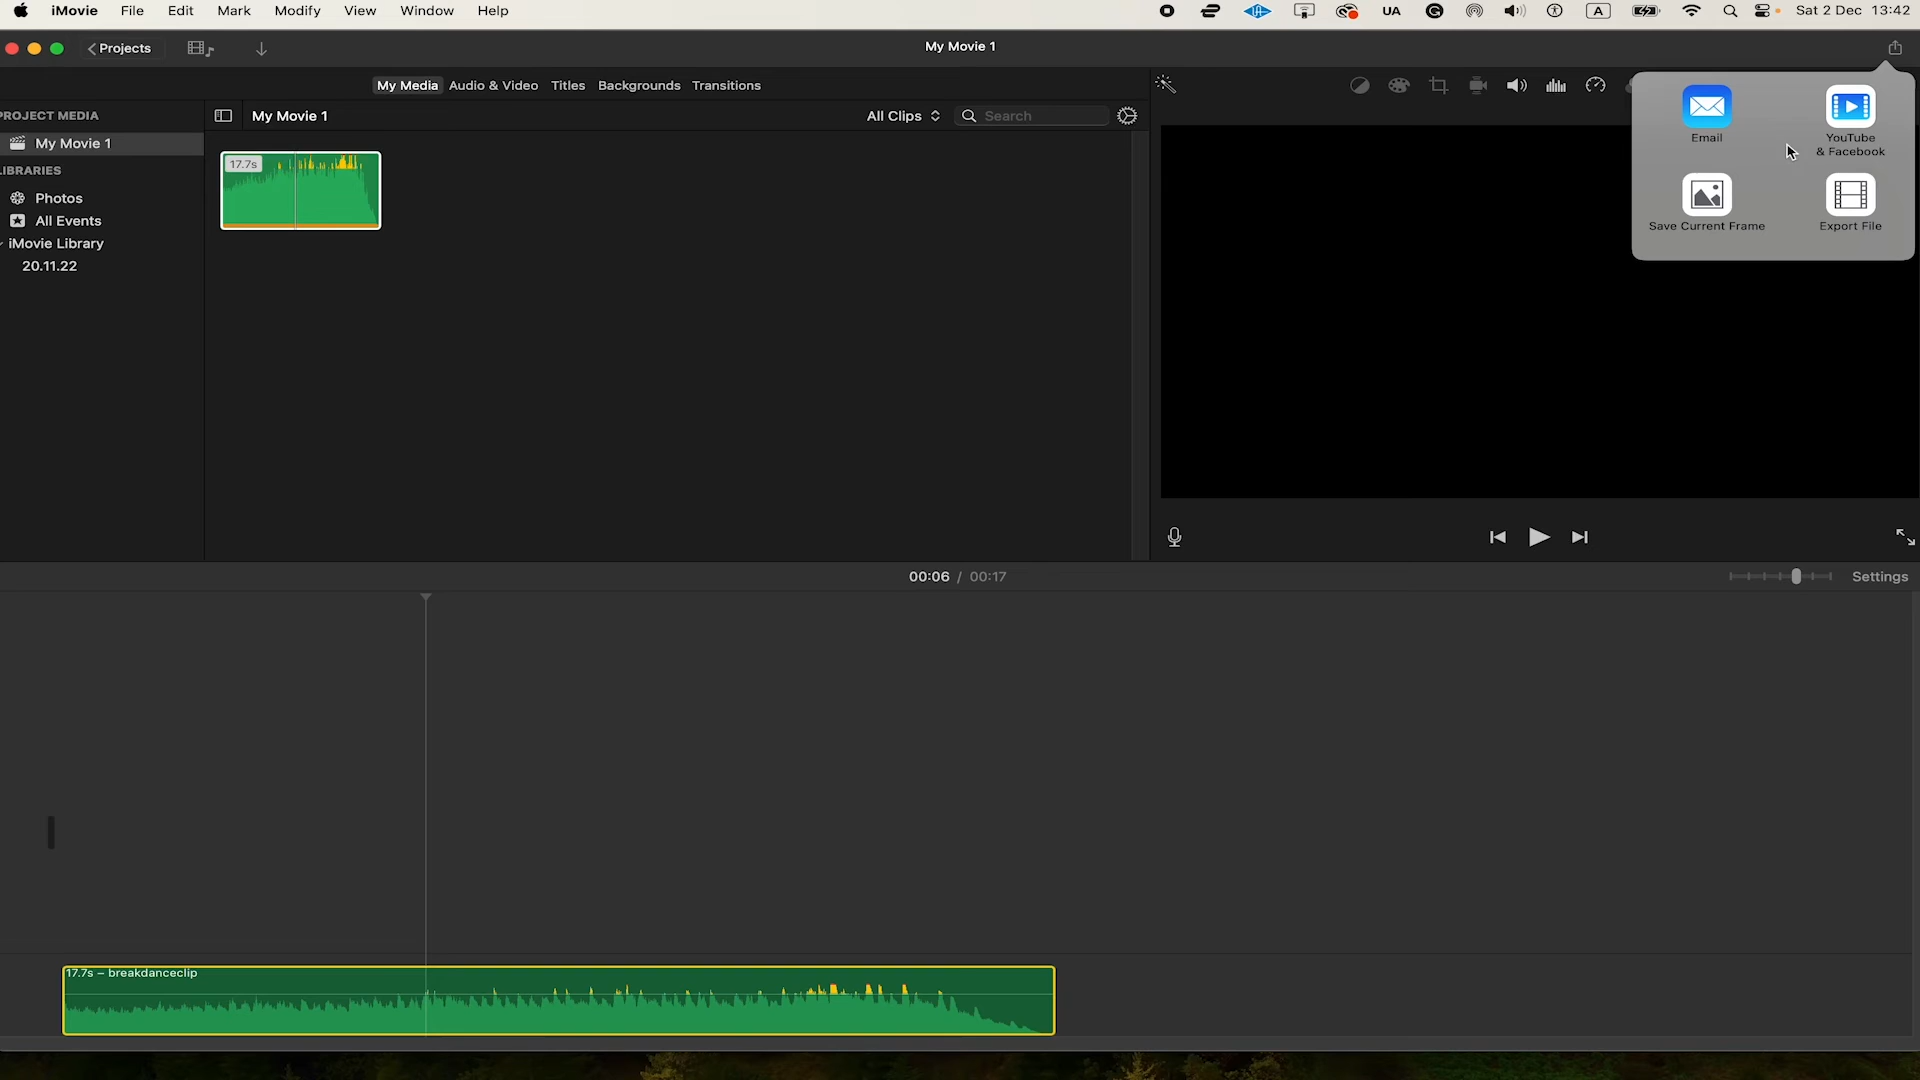 iMovie File Edit Mark Modify View Window Help UA A Sat 2 Dec 13:42
Projects
My Movie 1
My Media Audio & Video Titles Backgrounds Transitions
PROJECT MEDIA
My Movie 1
LIBRARIES
Photos
All Events
iMovie Library
20.11.22
My Movie 1
All Clips
Search
17.7s
Email
YouTube
& Facebook
Save Current Frame
Export File
00:06 / 00:17
Settings
17.7s – breakdanceclip